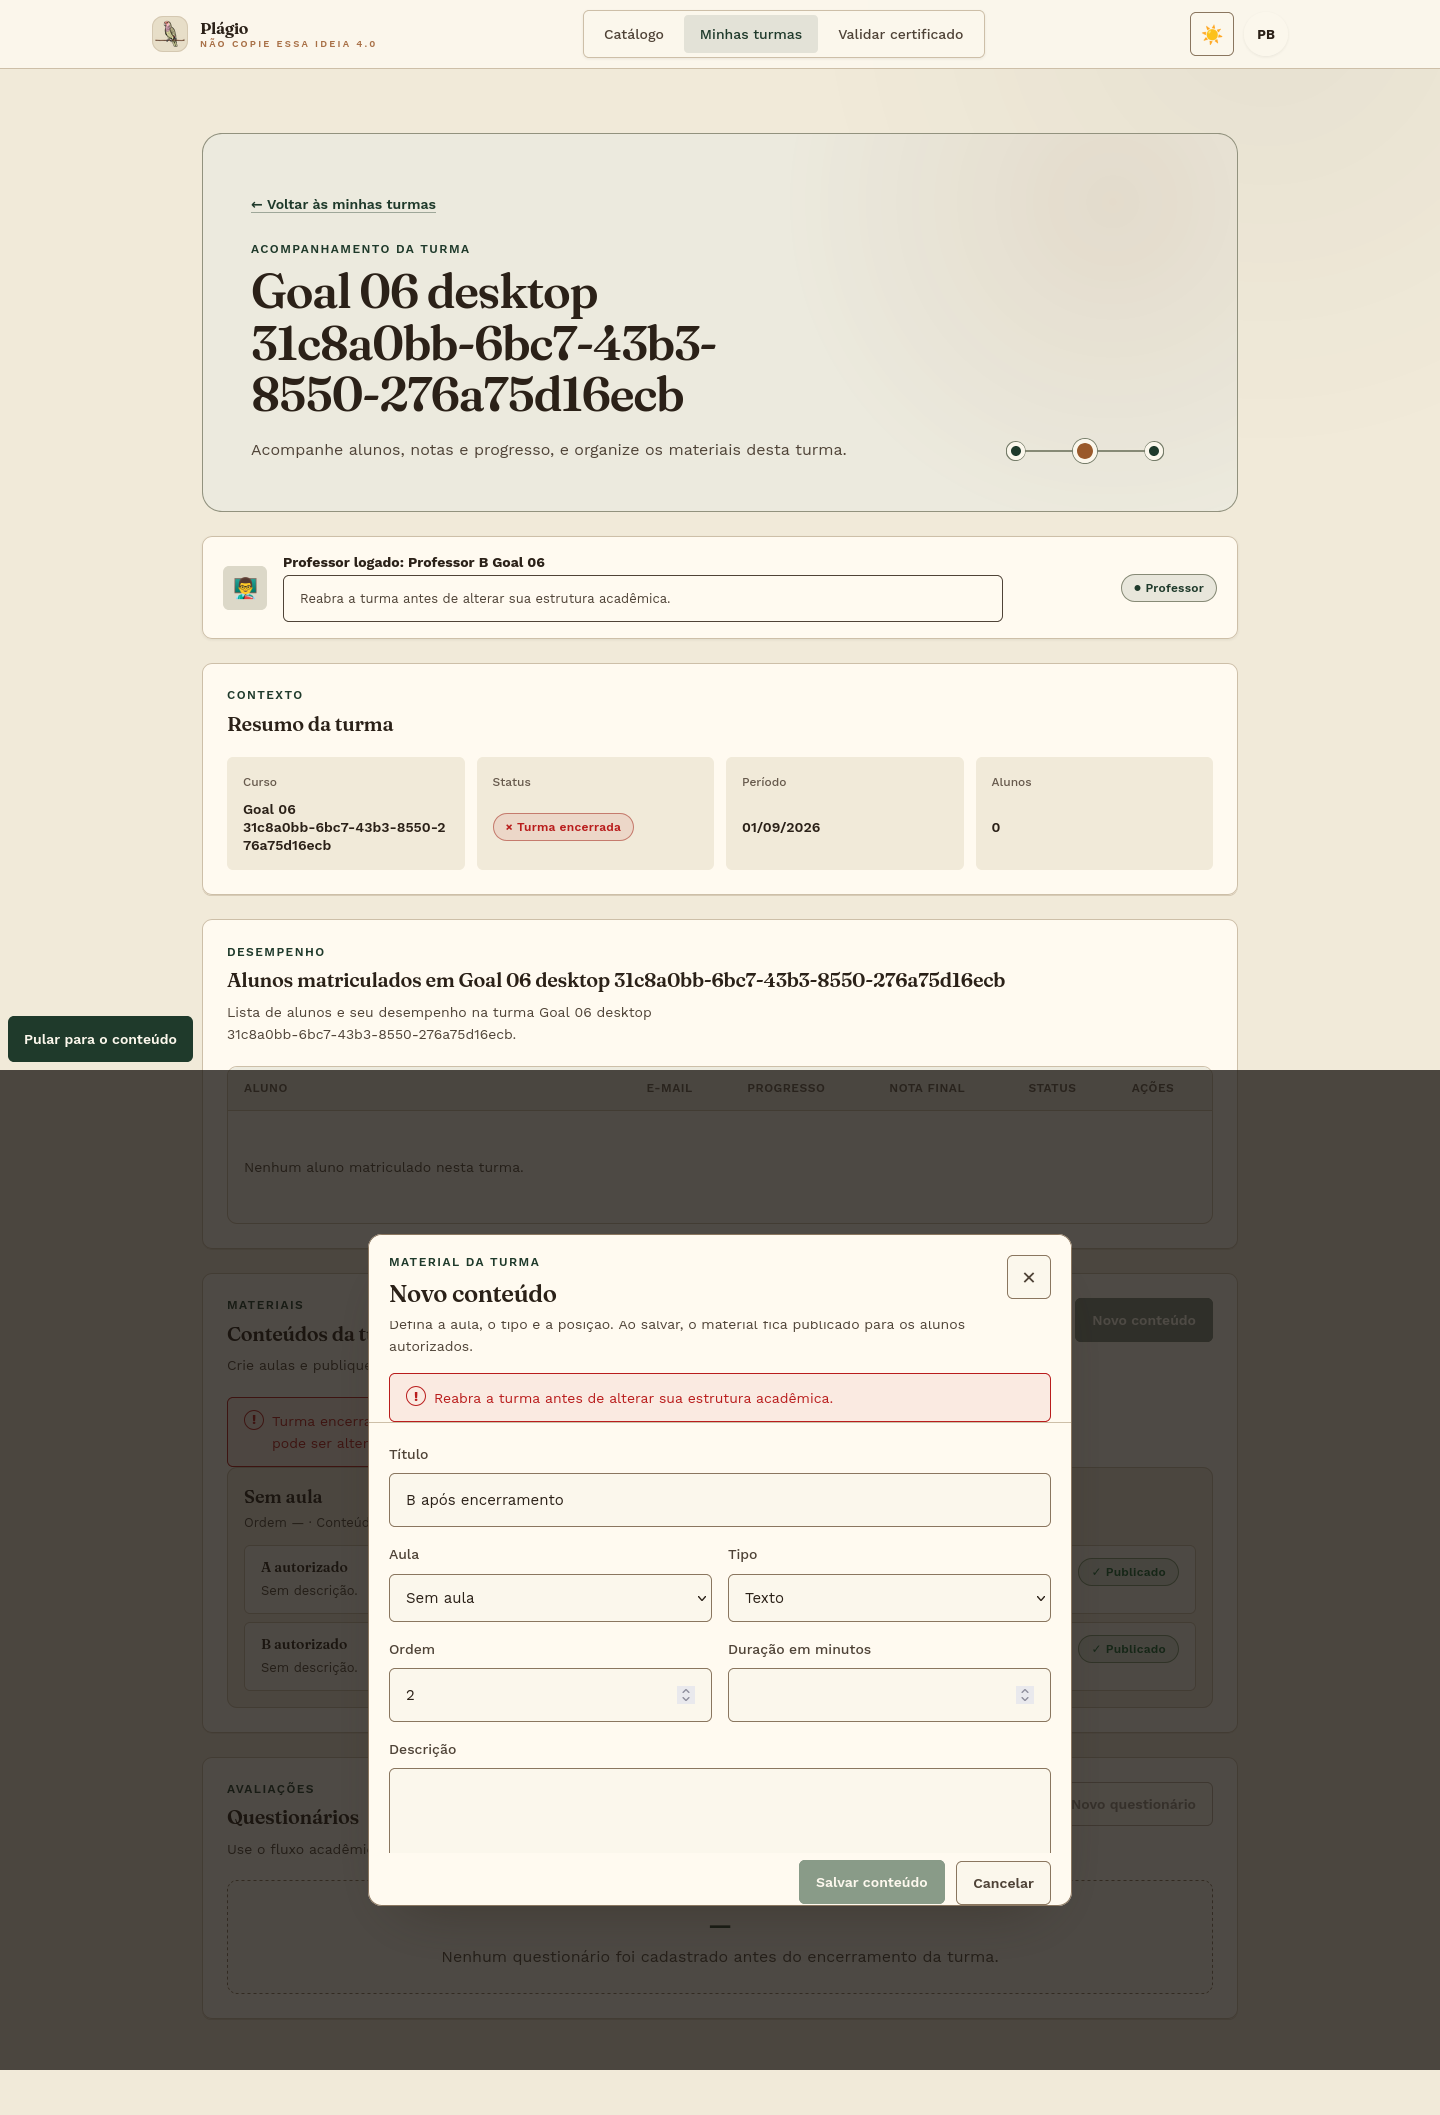 Plágio
NÃO COPIE ESSA IDEIA 4.0
Catálogo
Minhas turmas
Validar certificado
PB
← Voltar às minhas turmas
ACOMPANHAMENTO DA TURMA
Goal 06 desktop
31c8a0bb-6bc7-43b3-
8550-276a75d16ecb
Acompanhe alunos, notas e progresso, e organize os materiais desta turma.
Professor logado: Professor B Goal 06
Reabra a turma antes de alterar sua estrutura acadêmica.
● Professor
CONTEXTO
Resumo da turma
Curso
Goal 06
31c8a0bb-6bc7-43b3-8550-2
76a75d16ecb
Status
× Turma encerrada
Período
01/09/2026
Alunos
0
DESEMPENHO
Alunos matriculados em Goal 06 desktop 31c8a0bb-6bc7-43b3-8550-276a75d16ecb
Lista de alunos e seu desempenho na turma Goal 06 desktop
31c8a0bb-6bc7-43b3-8550-276a75d16ecb.
Pular para o conteúdo
ALUNO
E-MAIL
PROGRESSO
NOTA FINAL
STATUS
AÇÕES
Nenhum aluno matriculado nesta turma.
MATERIAIS
Conteúdos da t
Crie aulas e publique
Novo conteúdo
! Turma encerra
pode ser alter
Sem aula
Ordem — · Conteúd
A autorizado
Sem descrição.
✓ Publicado
B autorizado
Sem descrição.
✓ Publicado
MATERIAL DA TURMA
Novo conteúdo
×
Defina a aula, o tipo e a posição. Ao salvar, o material fica publicado para os alunos
autorizados.
! Reabra a turma antes de alterar sua estrutura acadêmica.
Título
B após encerramento
Aula
Sem aula
Tipo
Texto
Ordem
2
Duração em minutos
Descrição
Salvar conteúdo
Cancelar
AVALIAÇÕES
Questionários
Use o fluxo acadêmi
Novo questionário
—
Nenhum questionário foi cadastrado antes do encerramento da turma.